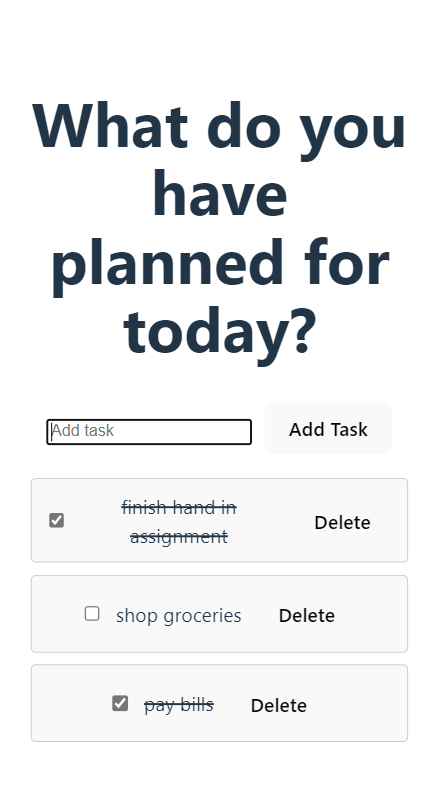 What do you
have
planned for
today?
Add task
Add Task
finish hand in
assignment
Delete
shop groceries
Delete
pay bills
Delete